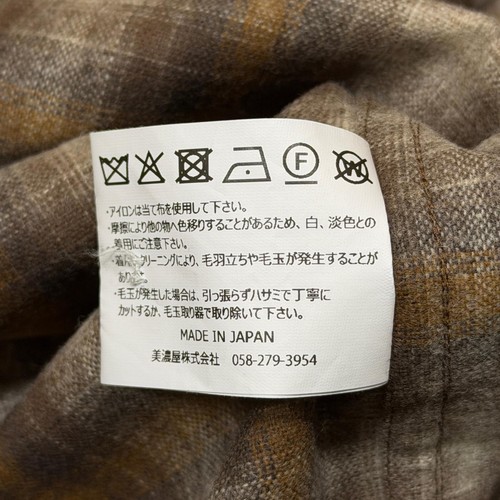 P
W
・アイロンは当て布を使用して下さい。
・摩擦により他の物へ色移りすることがあるため、白、淡色との
着用にご注意下さい。
・着 クリーニングにより、毛羽立ちや毛玉が発生することが
あり
・毛玉が発生した場合は、引っ張らずハサミで丁寧に
カットするか、毛玉取り器で取り除いて下さい。
MADE IN JAPAN
美濃屋株式会社 058-279-3954